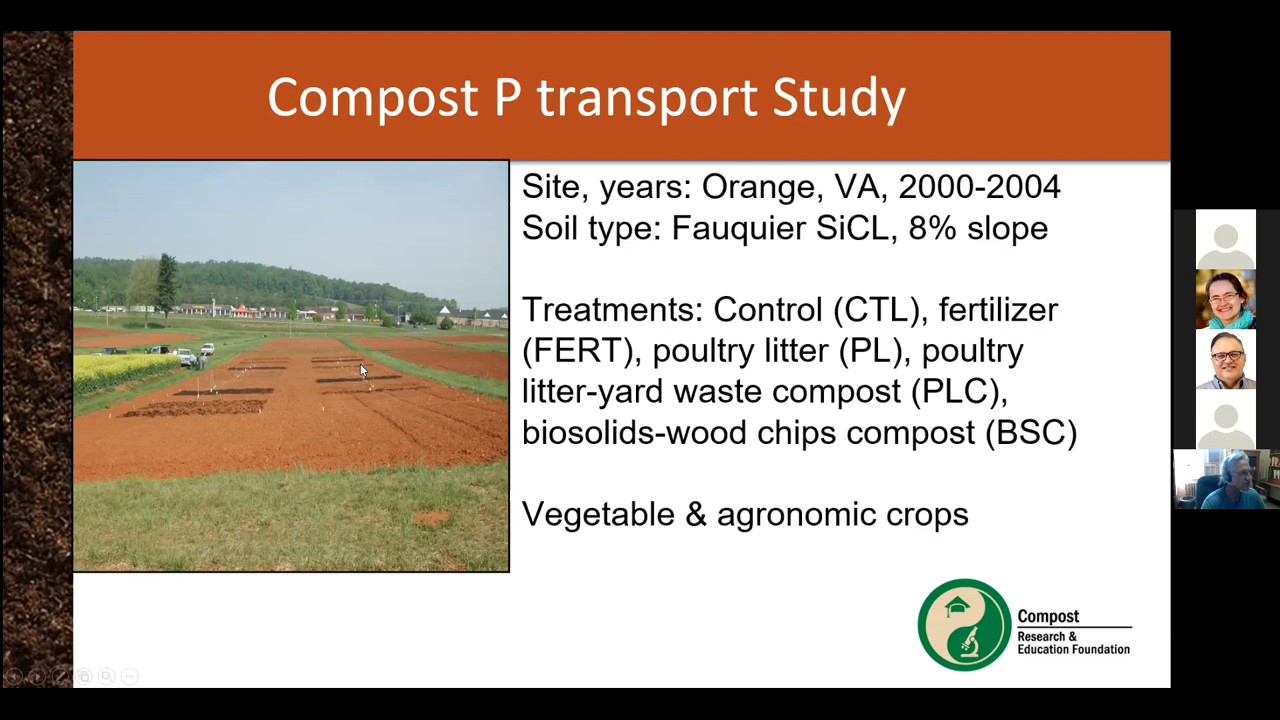 Compost P transport Study
Site, years: Orange, VA, 2000-2004
Soil type: Fauquier SiCL, 8% slope
Treatments: Control (CTL), fertilizer
(FERT), poultry litter (PL), poultry
litter-yard waste compost (PLC),
biosolids-wood chips compost (BSC)
Vegetable & agronomic crops
Compost
Research &
Education Foundation